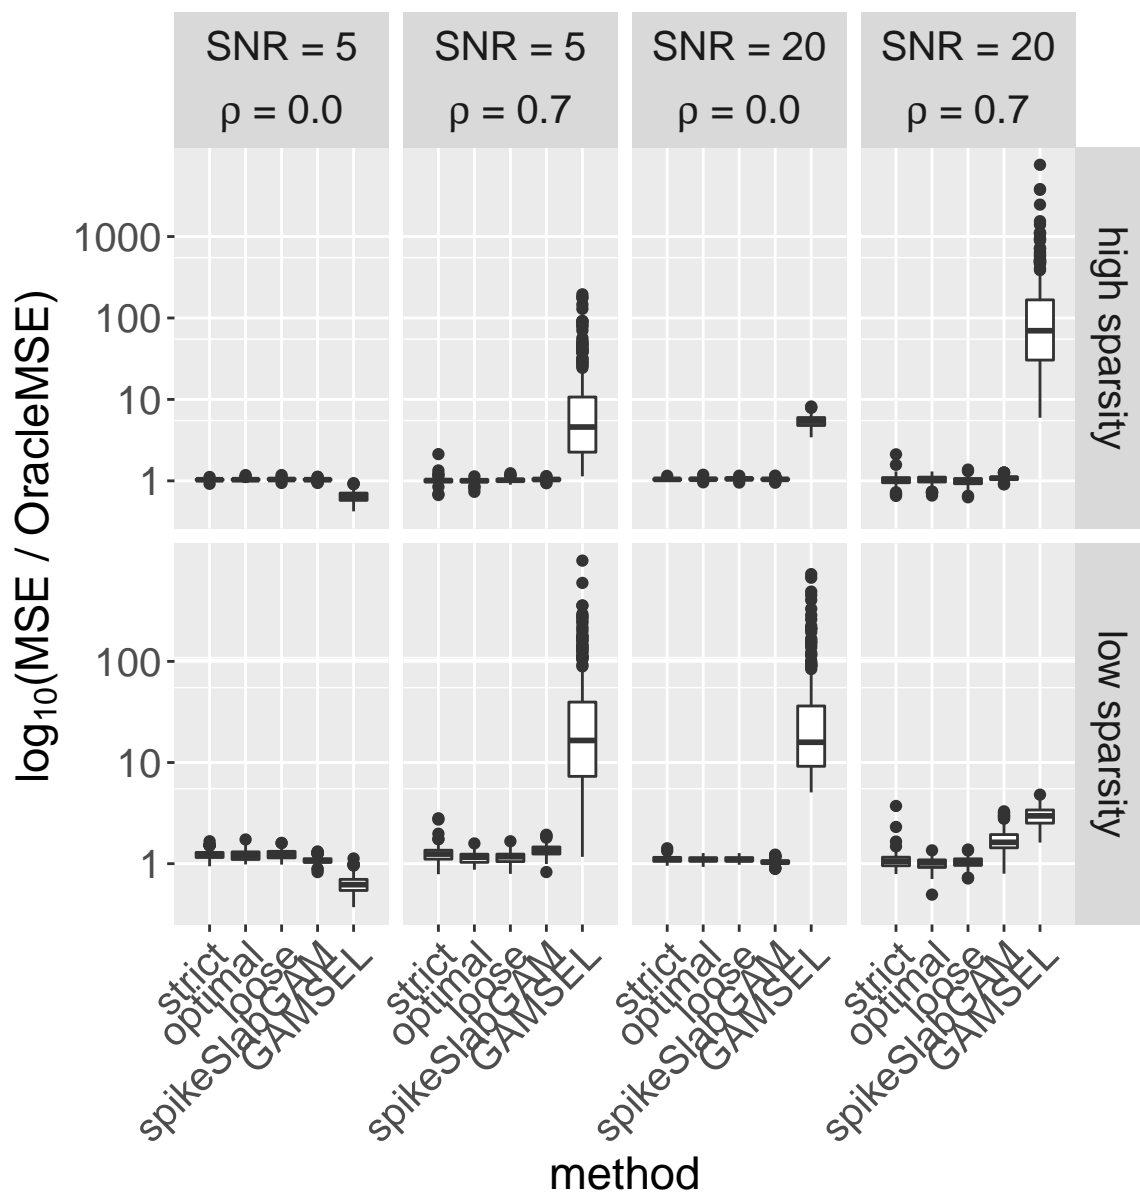 SNR = 5 SNR = 5 SNR = 20 SNR = 20
ρ = 0.0 ρ = 0.7 ρ = 0.0 ρ = 0.7
log₁₀(MSE / OracleMSE)
1000
100
10
1
high sparsity
100
10
1
low sparsity
strict
optimal
loose
spikeSlabGAM
GAMSEL
strict
optimal
loose
spikeSlabGAM
GAMSEL
strict
optimal
loose
spikeSlabGAM
GAMSEL
strict
optimal
loose
spikeSlabGAM
GAMSEL
method